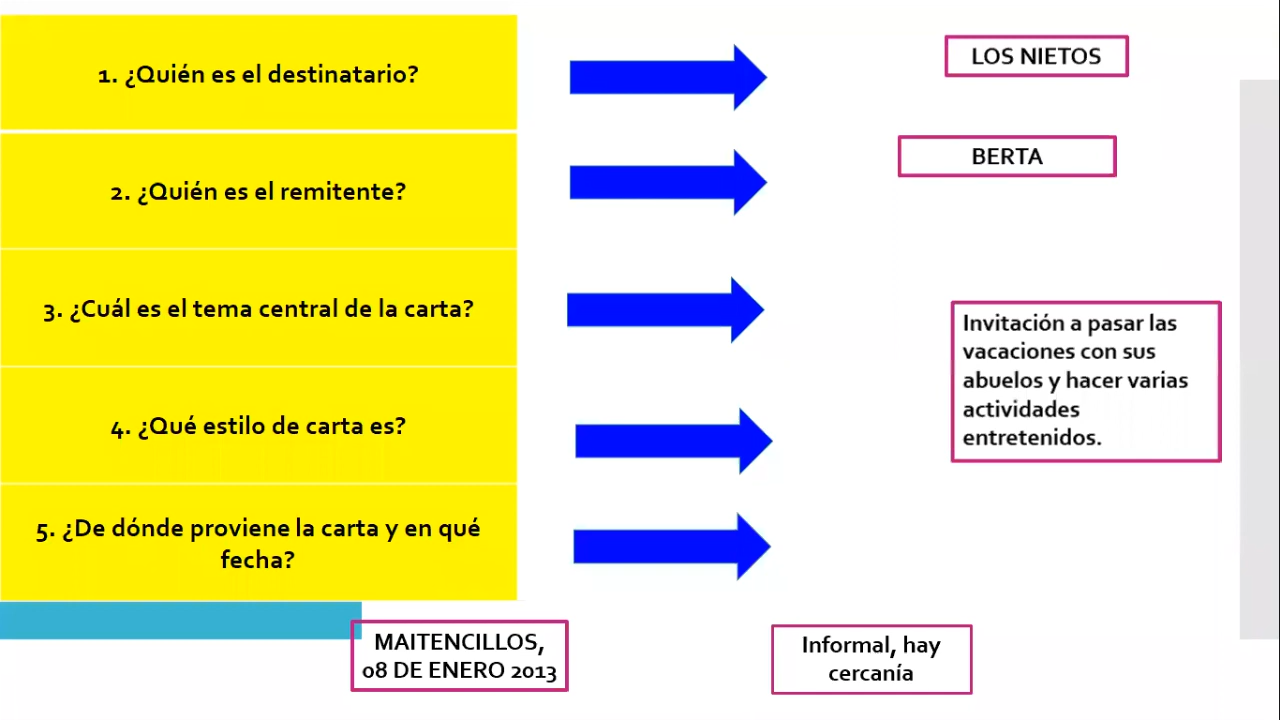 1. ¿Quién es el destinatario?
LOS NIETOS
2. ¿Quién es el remitente?
BERTA
3. ¿Cuál es el tema central de la carta?
Invitación a pasar las
vacaciones con sus
abuelos y hacer varias
actividades
entretenidos.
4. ¿Qué estilo de carta es?
5. ¿De dónde proviene la carta y en qué
fecha?
MAITENCILLOS,
08 DE ENERO 2013
Informal, hay
cercanía